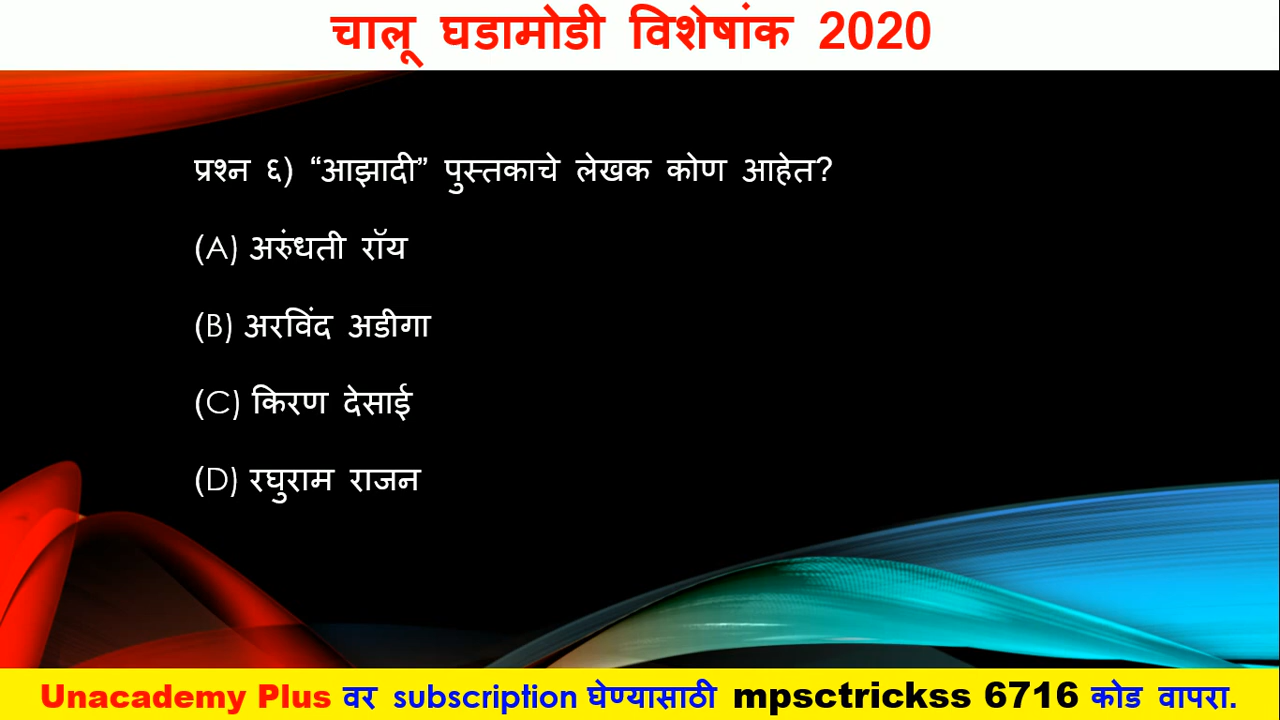 चालू घडामोडी विशेषांक 2020
प्रश्न ६) “आझादी” पुस्तकाचे लेखक कोण आहेत?
(A) अरुंधती रॉय
(B) अरविंद अडीगा
(C) किरण देसाई
(D) रघुराम राजन
Unacademy Plus वर subscription घेण्यासाठी mpsctrickss 6716 कोड वापरा.